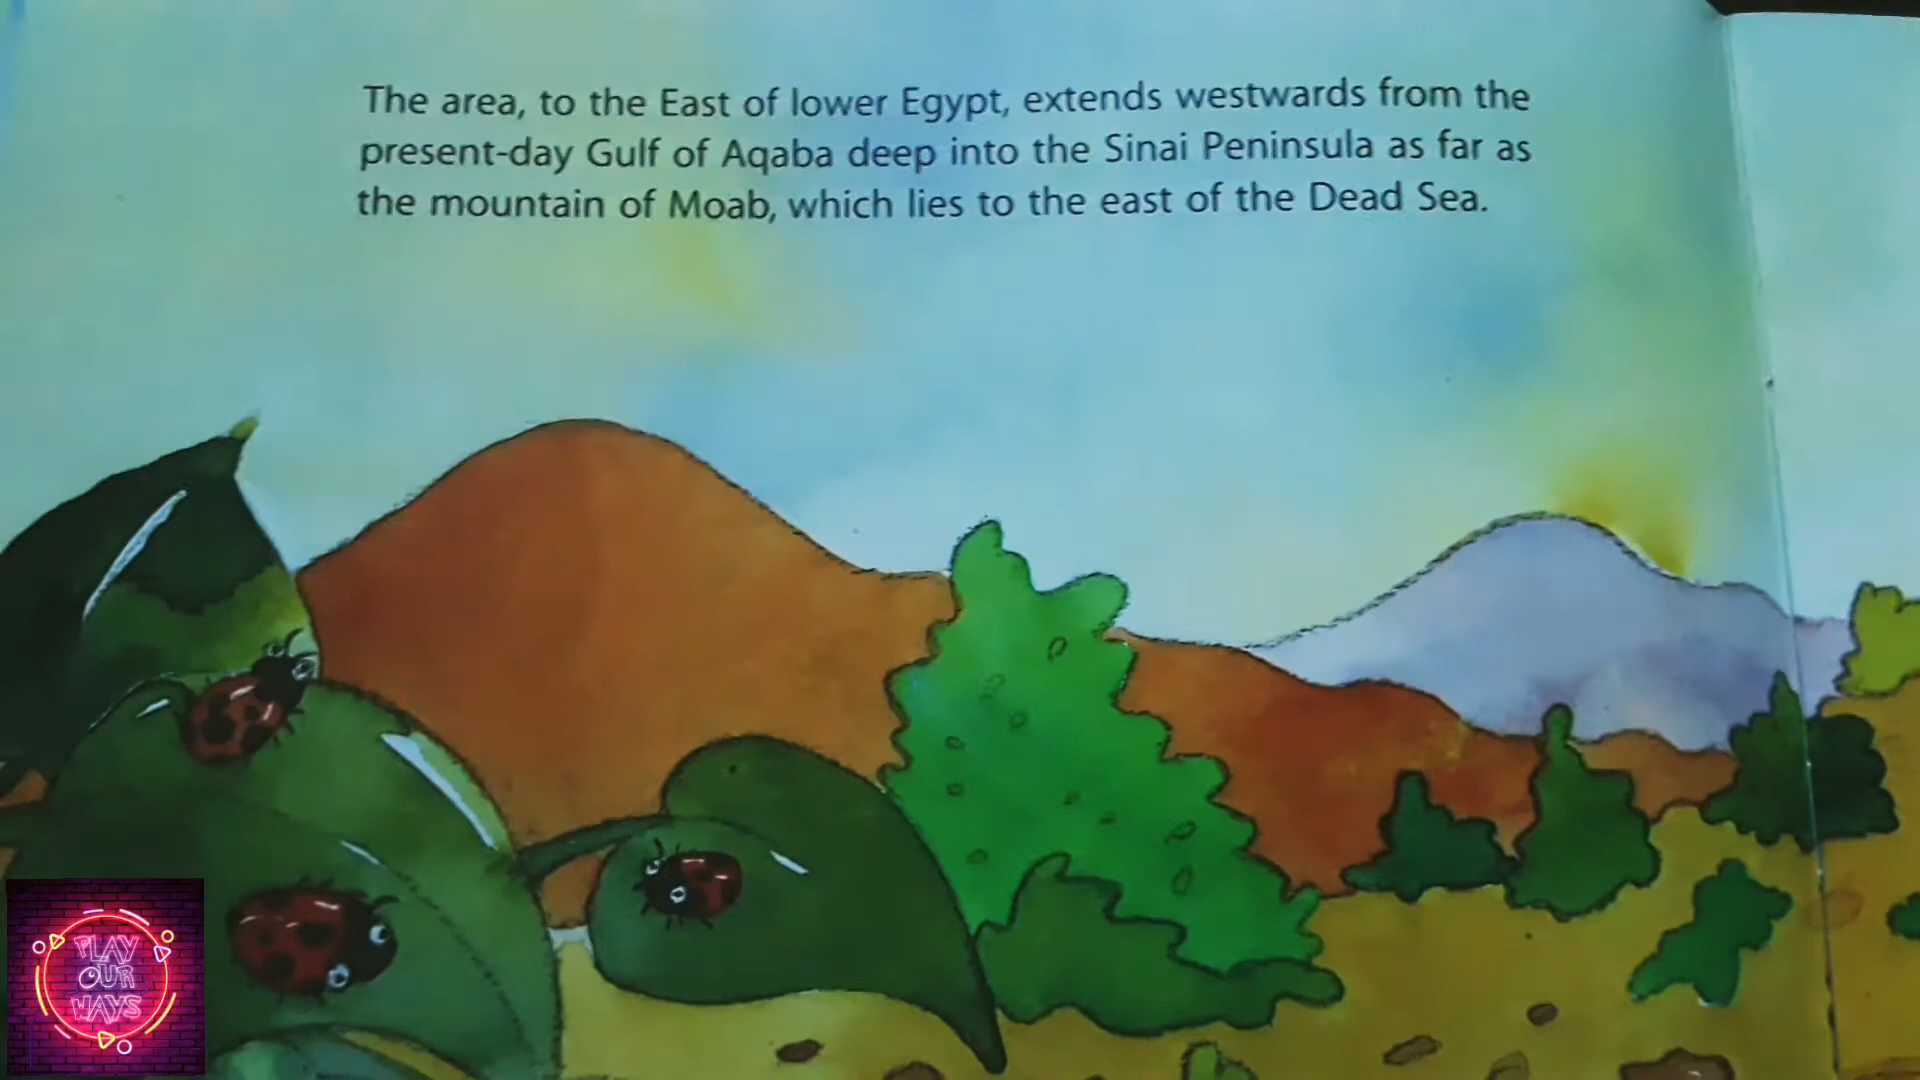 The area, to the East of lower Egypt, extends westwards from the
present-day Gulf of Aqaba deep into the Sinai Peninsula as far as
the mountain of Moab, which lies to the east of the Dead Sea.
PLAY
OUR
WAYS